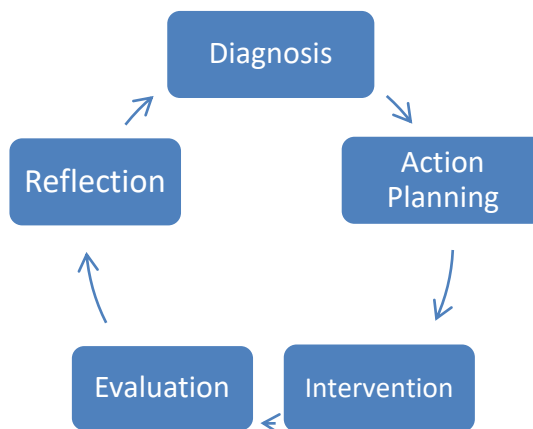 Diagnosis
Action
Planning
Intervention
Evaluation
Reflection